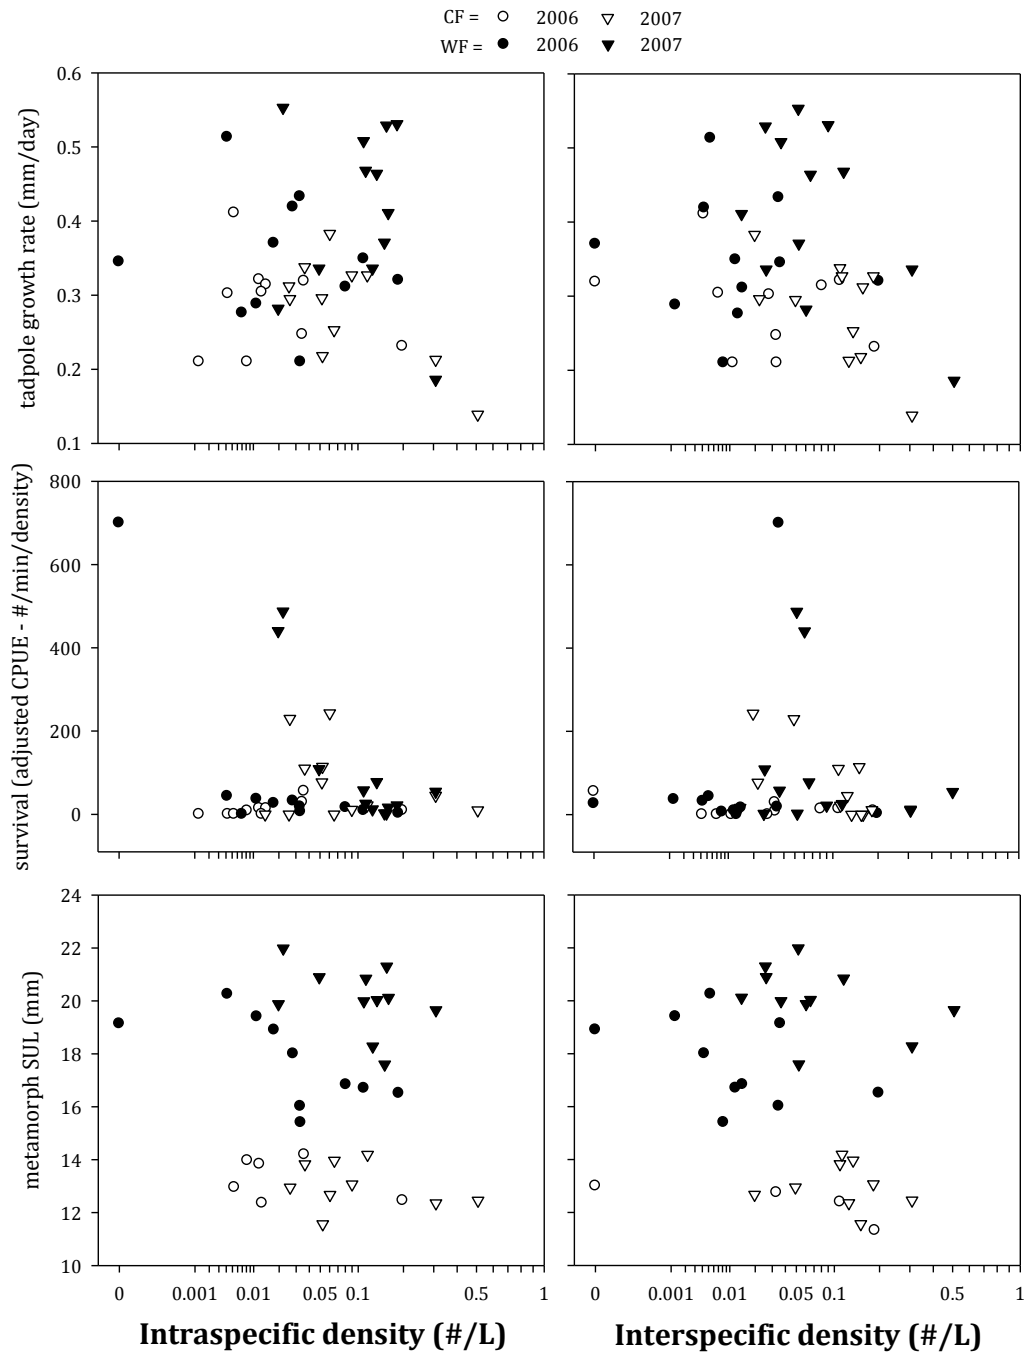 CF = 2006 2007
WF = 2006 2007
tadpole growth rate (mm/day)
0.6
0.5
0.4
0.3
0.2
0.1
survival (adjusted CPUE - #/min/density)
800
600
400
200
0
metamorph SUL (mm)
24
22
20
18
16
14
12
10
0 0.001 0.01 0.05 0.1 0.5 1
0 0.001 0.01 0.05 0.1 0.5 1
Intraspecific density (#/L)
Interspecific density (#/L)